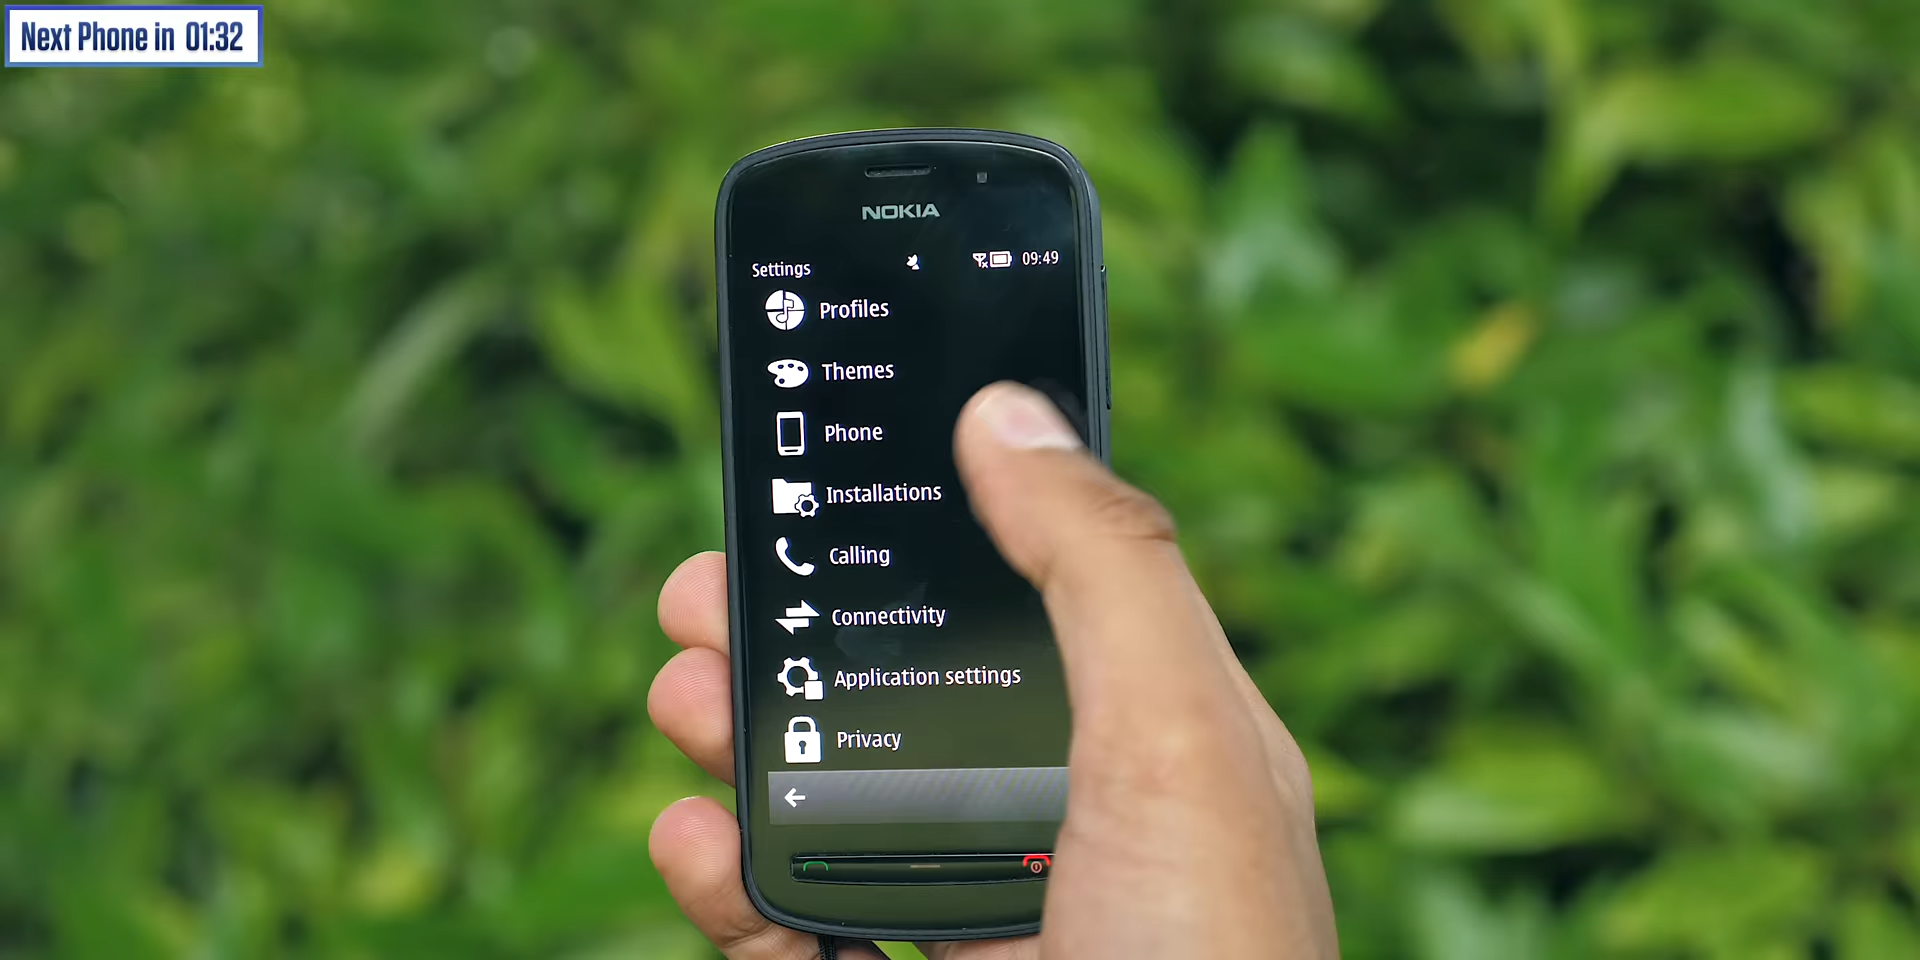 Next Phone in 01:32
NOKIA
Settings
09:49
Profiles
Themes
Phone
Installations
Calling
Connectivity
Application settings
Privacy